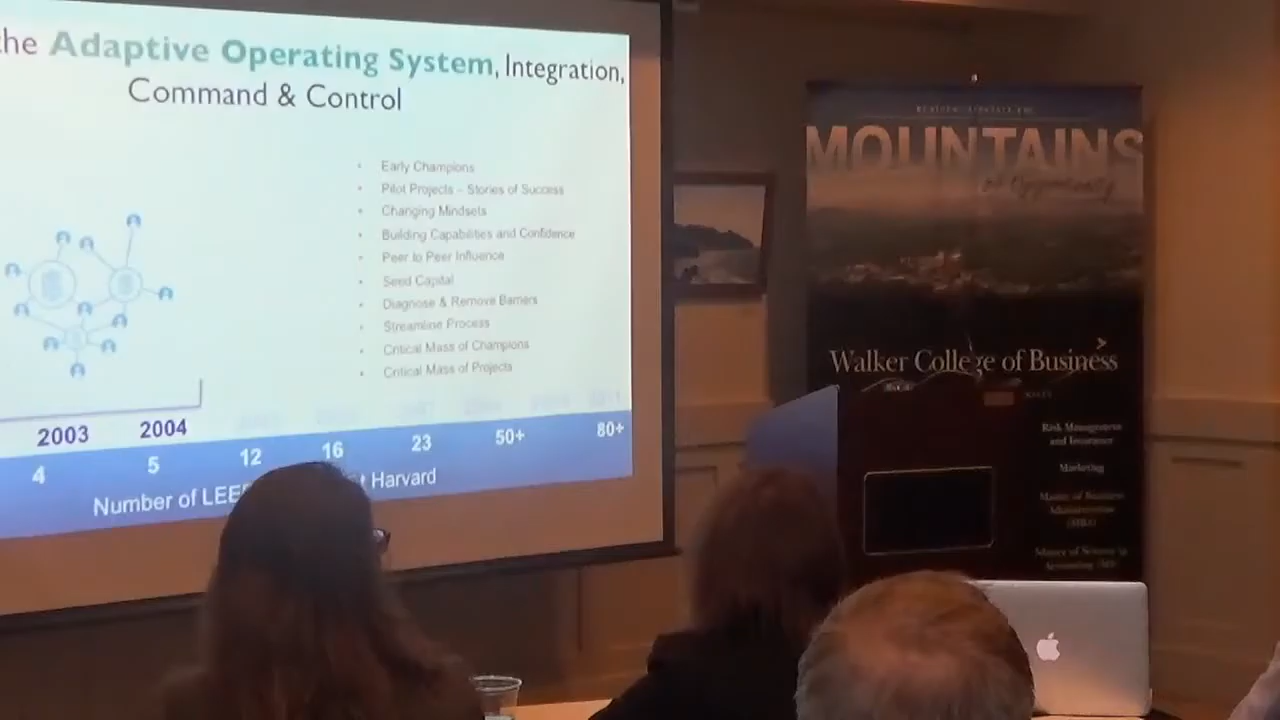 the Adaptive Operating System, Integration,
Command & Control
• Early Champions
• Pilot Projects – Stories of Success
• Changing Mindsets
• Building Capabilities and Confidence
• Peer to Peer Influence
• Seed Capital
• Diagnose & Remove Barriers
• Streamline Process
• Critical Mass of Champions
• Critical Mass of Projects
2003 2004
4 5 12 16 23 50+ 80+
Number of LEE Harvard
MOUNTAINS
of Opportunity
Walker College of Business
Risk Management
and Insurance
Marketing
Master of Business
Administration
(MBA)
Master of Science in
Accounting (MS)